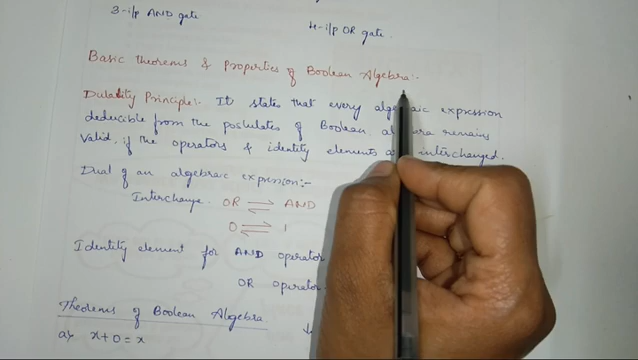 3-i/p AND gate
4-i/p OR gate.
Basic theorems & Properties of Boolean Algebra:-
Duality Principle:- It states that every algebraic expression
deducible from the postulates of Boolean remains
Valid, if the operators & identity elements interchanged.
Dual of an algebraic expression:-
Interchange OR ⇌ AND
0 ⇌ 1
Identity element for AND operator
OR operator
Theorems of Boolean Algebra
a> x+0=x